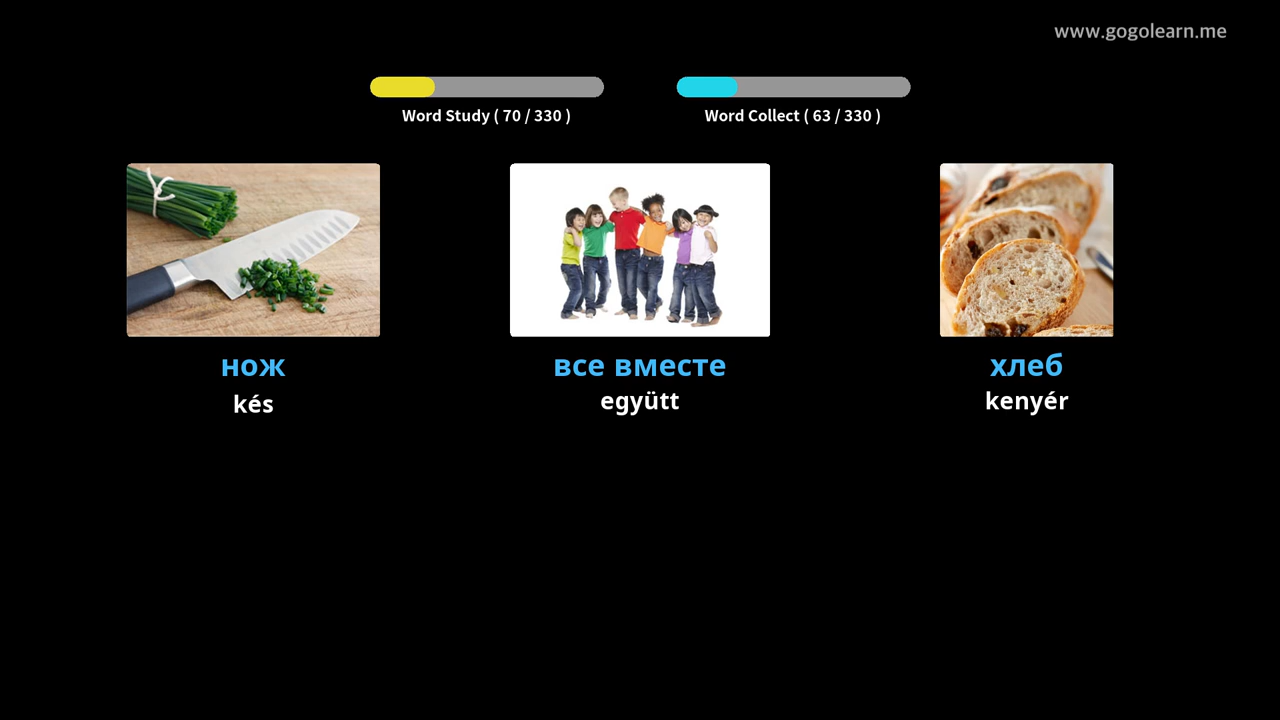 www.gogolearn.me
Word Study ( 70 / 330 )
Word Collect ( 63 / 330 )
нож
kés
все вместе
együtt
хлеб
kenyér